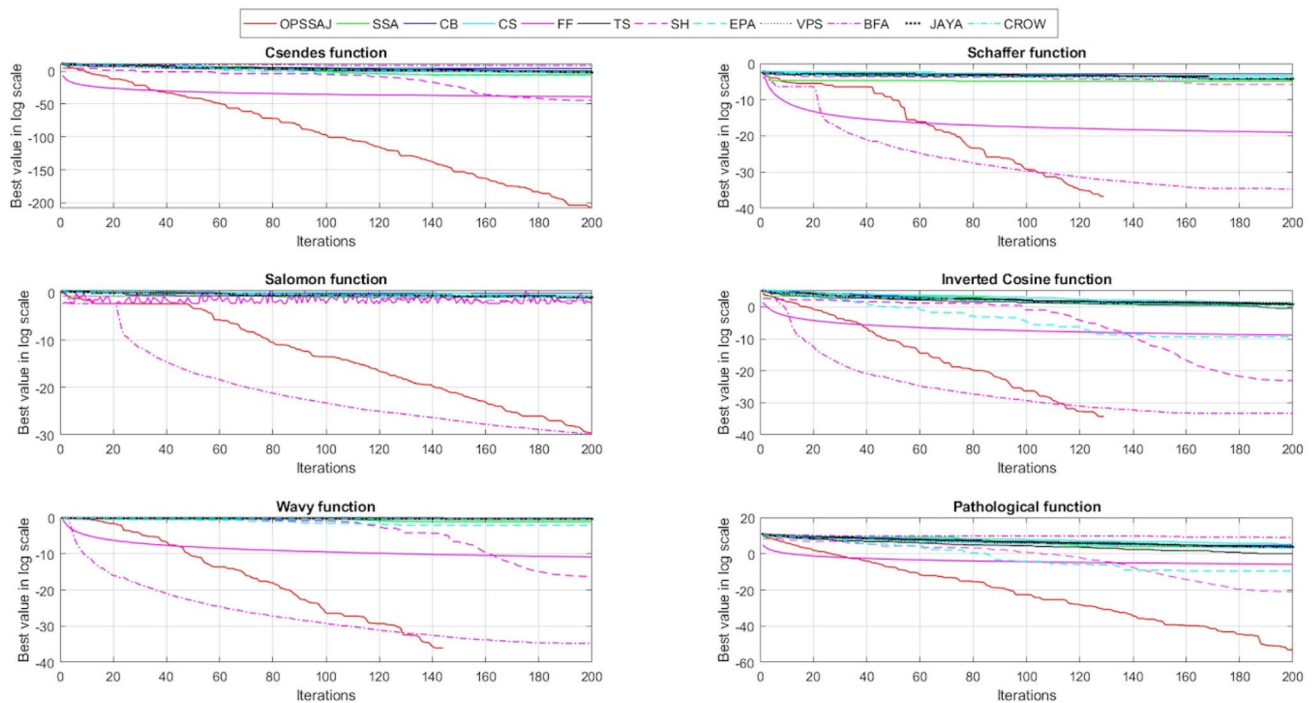 OPSSAJ SSA CB CS FF TS SH EPA VPS BFA JAYA CROW
Csendes function
Best value in log scale
0
-50
-100
-150
-200
0 20 40 60 80 100 120 140 160 180 200
Iterations
Schaffer function
Best value in log scale
0
-10
-20
-30
-40
0 20 40 60 80 100 120 140 160 180 200
Iterations
Salomon function
Best value in log scale
0
-10
-20
-30
0 20 40 60 80 100 120 140 160 180 200
Iterations
Inverted Cosine function
Best value in log scale
0
-10
-20
-30
-40
0 20 40 60 80 100 120 140 160 180 200
Iterations
Wavy function
Best value in log scale
0
-10
-20
-30
-40
0 20 40 60 80 100 120 140 160 180 200
Iterations
Pathological function
Best value in log scale
20
0
-20
-40
-60
0 20 40 60 80 100 120 140 160 180 200
Iterations